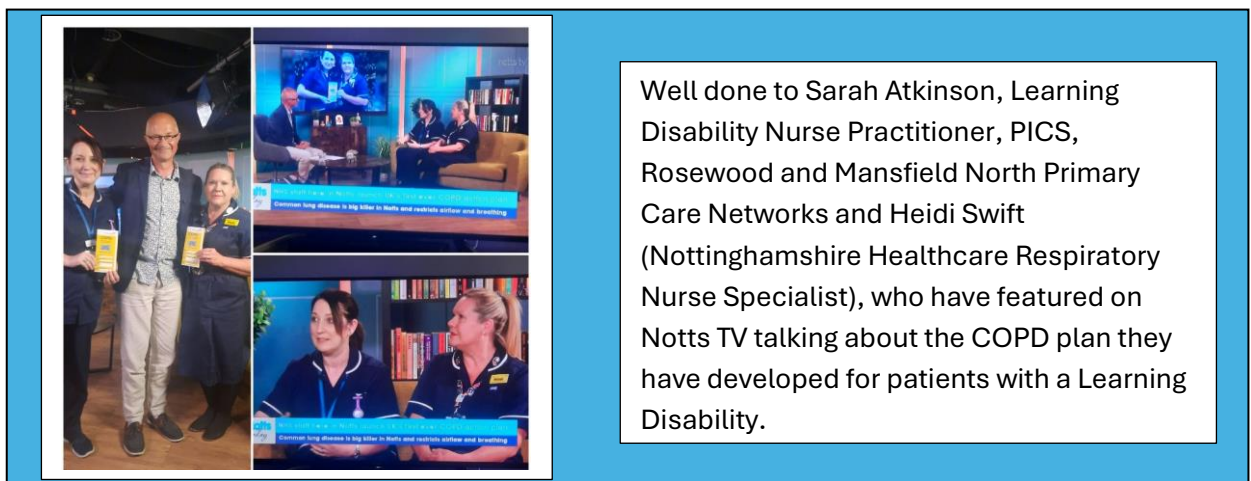 Well done to Sarah Atkinson, Learning
Disability Nurse Practitioner, PICS,
Rosewood and Mansfield North Primary
Care Networks and Heidi Swift
(Nottinghamshire Healthcare Respiratory
Nurse Specialist), who have featured on
Notts TV talking about the COPD plan they
have developed for patients with a Learning
Disability.
Common lung disease is big killer in Notts and restricts airflow and breathing
Common lung disease is big killer in Notts and restricts airflow and breathing